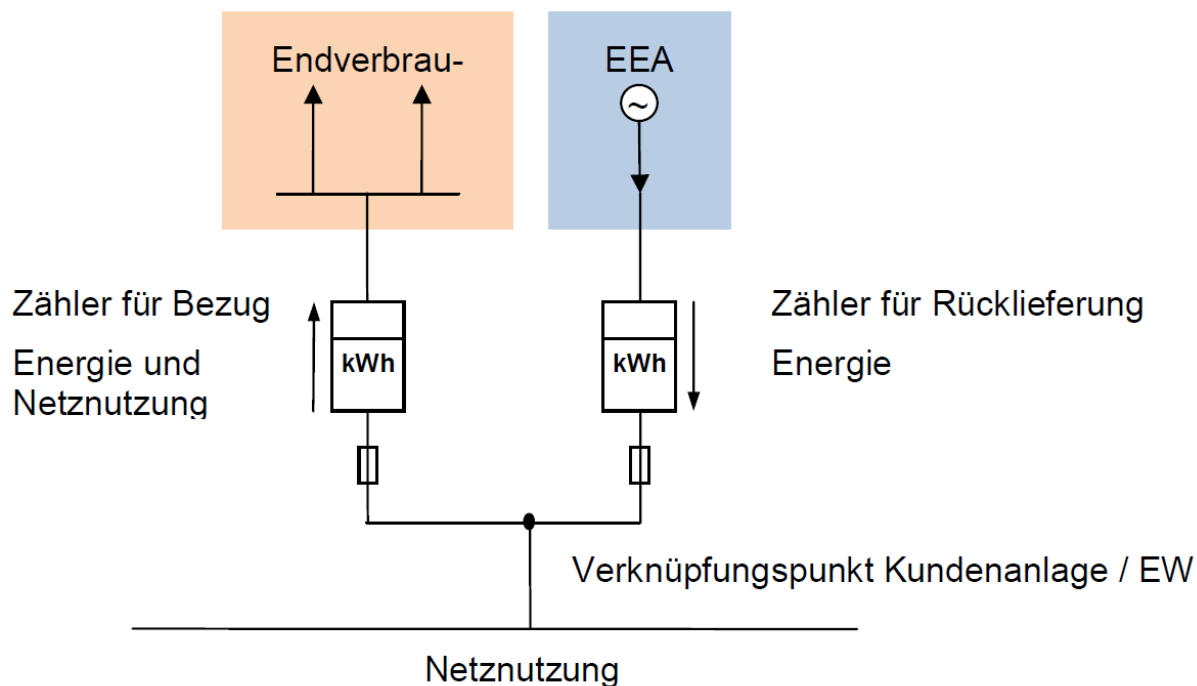 Endverbrau-
EEA
~
Zähler für Bezug
Energie und
Netznutzung
kWh
kWh
Zähler für Rücklieferung
Energie
Verknüpfungspunkt Kundenanlage / EW
Netznutzung